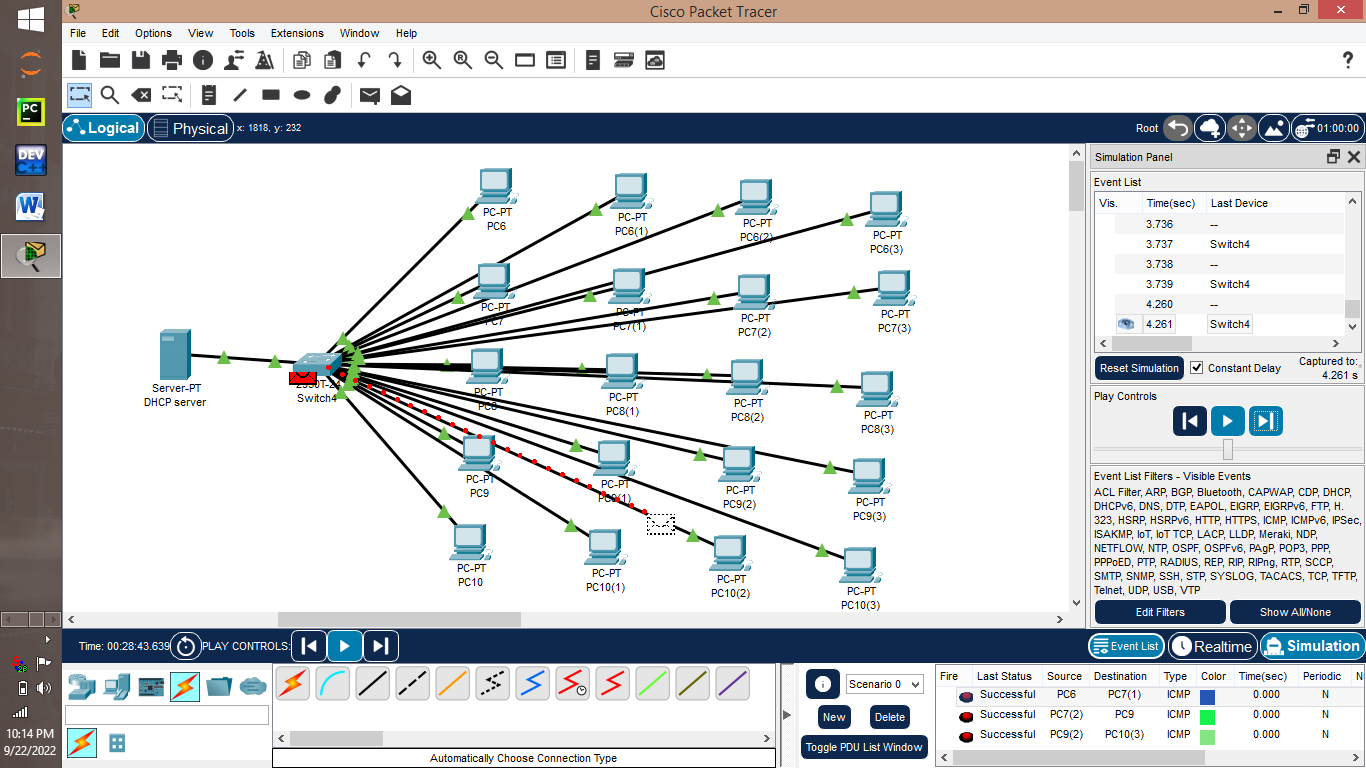 Cisco Packet Tracer
File Edit Options View Tools Extensions Window Help
PC
DEV
C++
W
Logical Physical x: 1818, y: 232 Root 01:00:00
PC-PT
PC6
PC-PT
PC6(1)
PC-PT
PC6(2)
PC-PT
PC6(3)
PC-PT
PC7
PC-PT
PC7(1)
PC-PT
PC7(2)
PC-PT
PC7(3)
Server-PT
DHCP server
2950T-24
Switch4
PC-PT
PC8
PC-PT
PC8(1)
PC-PT
PC8(2)
PC-PT
PC8(3)
PC-PT
PC9
PC-PT
PC9(1)
PC-PT
PC9(2)
PC-PT
PC9(3)
PC-PT
PC10
PC-PT
PC10(1)
PC-PT
PC10(2)
PC-PT
PC10(3)
Simulation Panel
Event List
Vis. Time(sec) Last Device
3.736 --
3.737 Switch4
3.738 --
3.739 Switch4
4.260 --
4.261 Switch4
Reset Simulation Constant Delay Captured to:
4.261 s
Play Controls
Event List Filters - Visible Events
ACL Filter, ARP, BGP, Bluetooth, CAPWAP, CDP, DHCP,
DHCPv6, DNS, DTP, EAPOL, EIGRP, EIGRPv6, FTP, H.
323, HSRP, HSRPv6, HTTP, HTTPS, ICMP, ICMPv6, IPSec,
ISAKMP, IoT, IoT TCP, LACP, LLDP, Meraki, NDP,
NETFLOW, NTP, OSPF, OSPFv6, PAgP, POP3, PPP,
PPPoED, PTP, RADIUS, REP, RIP, RIPng, RTP, SCCP,
SMTP, SNMP, SSH, STP, SYSLOG, TACACS, TCP, TFTP,
Telnet, UDP, USB, VTP
Edit Filters Show All/None
Time: 00:28:43.639 PLAY CONTROLS: Event List Realtime Simulation
Automatically Choose Connection Type
Scenario 0
New Delete
Toggle PDU List Window
Fire Last Status Source Destination Type Color Time(sec) Periodic N
Successful PC6 PC7(1) ICMP 0.000 N
Successful PC7(2) PC9 ICMP 0.000 N
Successful PC9(2) PC10(3) ICMP 0.000 N
10:14 PM
9/22/2022